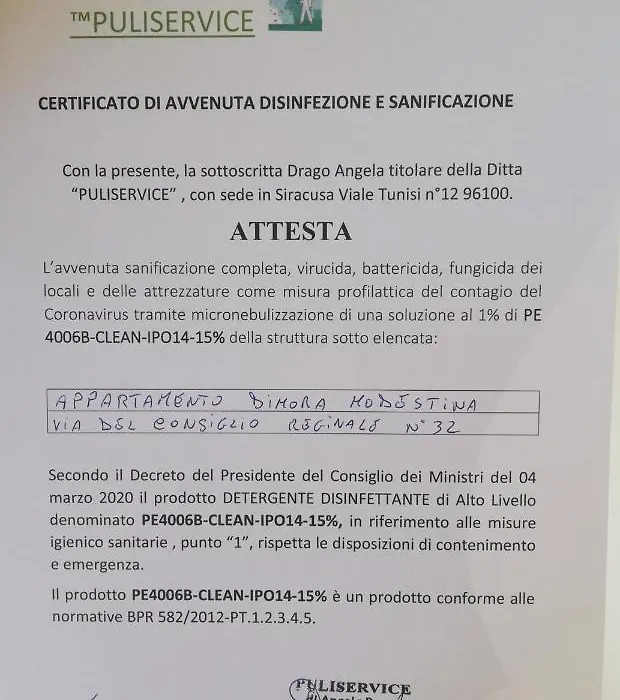 ™PULISERVICE
CERTIFICATO DI AVVENUTA DISINFEZIONE E SANIFICAZIONE
Con la presente, la sottoscritta Drago Angela titolare della Ditta
“PULISERVICE” , con sede in Siracusa Viale Tunisi n°12 96100.
ATTESTA
L’avvenuta sanificazione completa, virucida, battericida, fungicida dei
locali e delle attrezzature come misura profilattica del contagio del
Coronavirus tramite micronebulizzazione di una soluzione al 1% di PE
4006B-CLEAN-IPO14-15% della struttura sotto elencata:
APPARTAMENTO DIMORA MODESTINA
VIA DEL CONSIGLIO REGINALE N° 32
Secondo il Decreto del Presidente del Consiglio dei Ministri del 04
marzo 2020 il prodotto DETERGENTE DISINFETTANTE di Alto Livello
denominato PE4006B-CLEAN-IPO14-15%, in riferimento alle misure
igienico sanitarie , punto “1”, rispetta le disposizioni di contenimento
e emergenza.
Il prodotto PE4006B-CLEAN-IPO14-15% è un prodotto conforme alle
normative BPR 582/2012-PT.1.2.3.4.5.
PULISERVICE